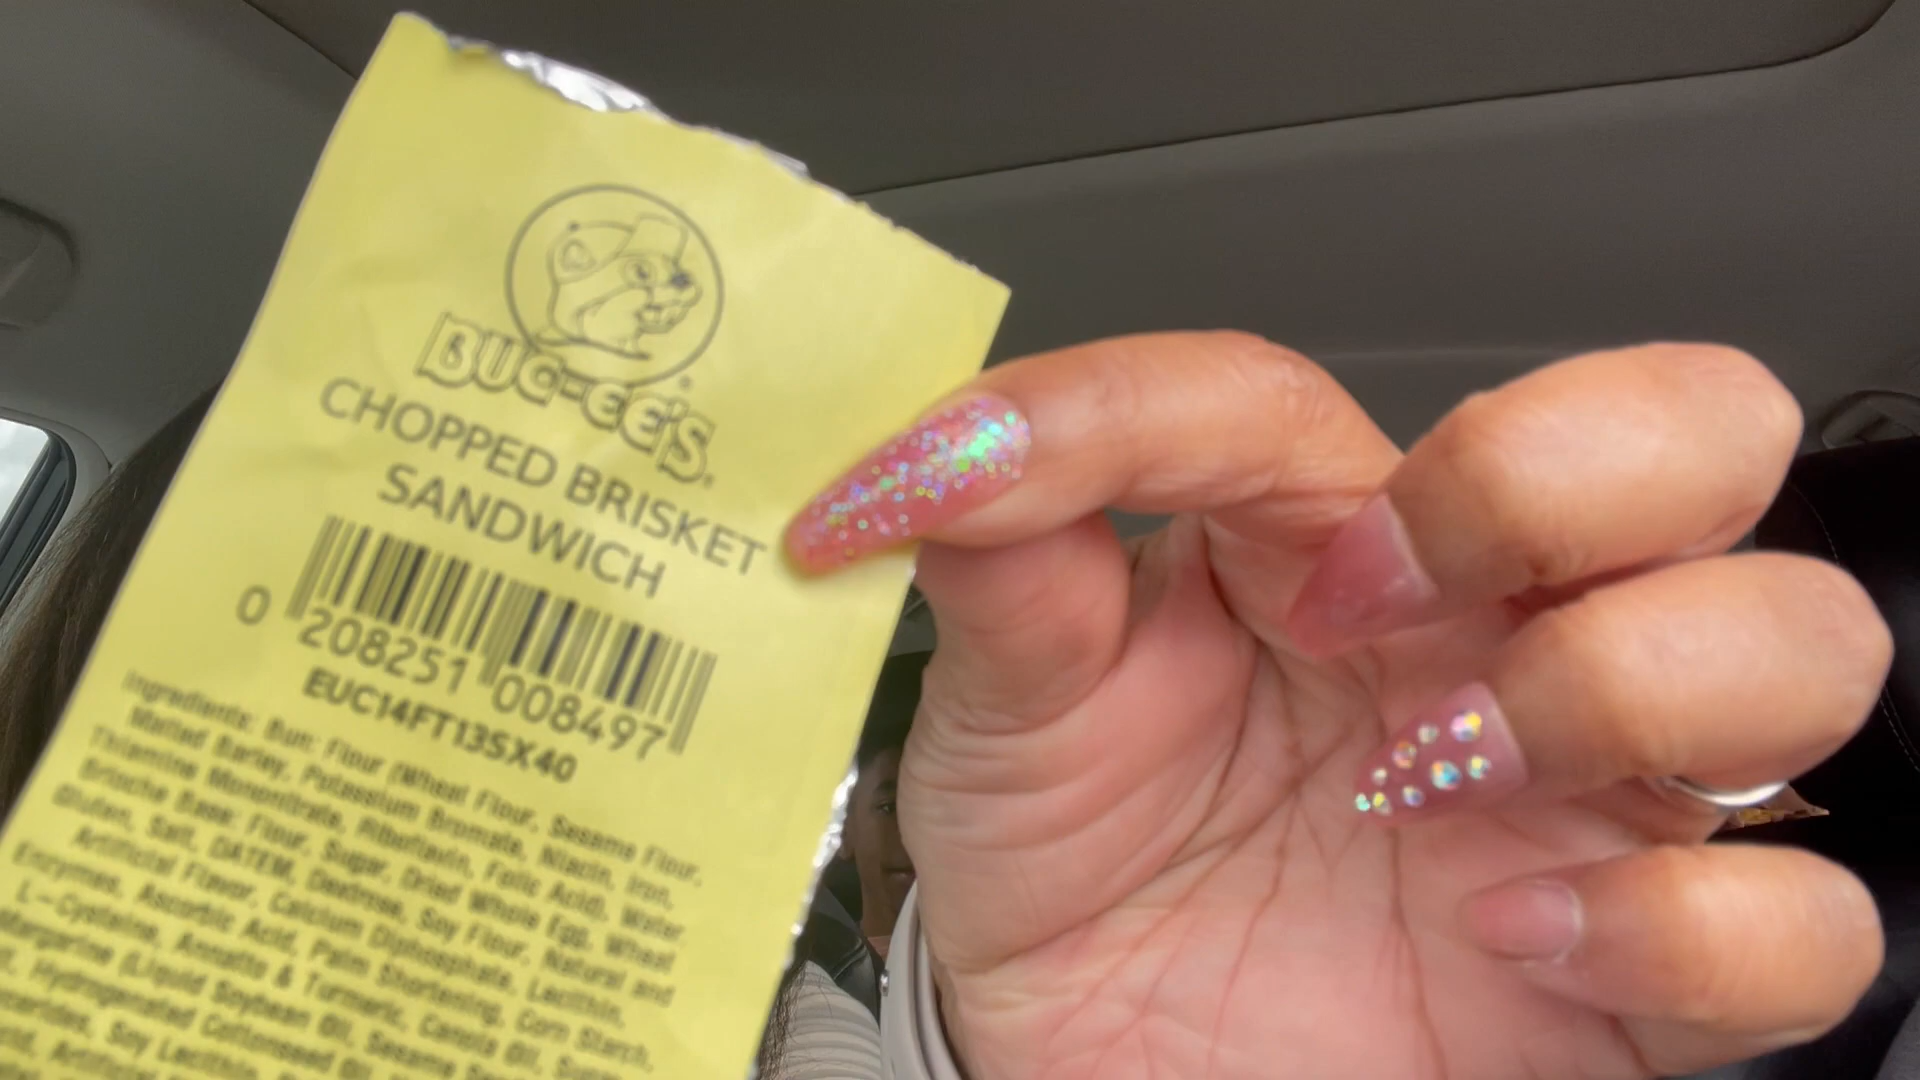 BUC-EE'S®
CHOPPED BRISKET
SANDWICH
0 208251 008497
EUC14FT13SX40
Ingredients: Bun: Flour (Wheat Flour, Sesame Flour,
Malted Barley, Potassium Bromate, Niacin, Iron,
Thiamine Mononitrate, Riboflavin, Folic Acid), Water,
Brioche Base: Flour, Sugar, Dried Whole Egg, Wheat
Gluten, Salt, DATEM, Dextrose, Soy Flour, Natural and
Artificial Flavor, Calcium Diphosphate, Lecithin,
Enzymes, Ascorbic Acid, Palm Shortening, Corn Starch,
L-Cysteine, Annatto & Turmeric, Canola Oil,
Margarine (Liquid Soybean Oil, Sesame
Hydrogenated Cottonseed Oil
Soy Lecithin,